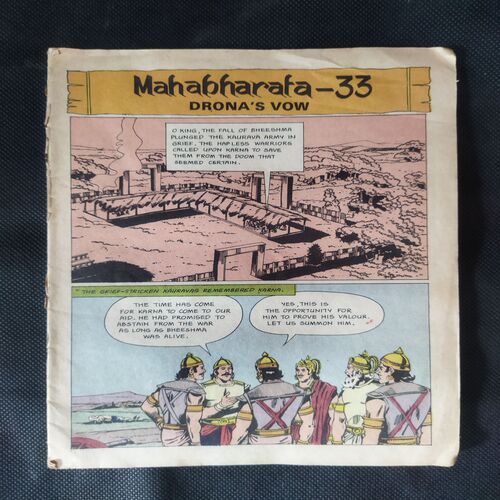 Mahabharata-33
DRONA'S VOW
O KING, THE FALL OF BHEESHMA
PLUNGED THE KAURAVA ARMY IN
GRIEF. THE HAPLESS WARRIORS
CALLED UPON KARNA TO SAVE
THEM FROM THE DOOM THAT
SEEMED CERTAIN.
"THE GRIEF-STRICKEN KAURAVAS REMEMBERED KARNA.
THE TIME HAS COME
FOR KARNA TO COME TO OUR
AID. HE HAD PROMISED TO
ABSTAIN FROM THE WAR
AS LONG AS BHEESHMA
WAS ALIVE.
YES, THIS IS
THE OPPORTUNITY FOR
HIM TO PROVE HIS VALOUR.
LET US SUMMON HIM.